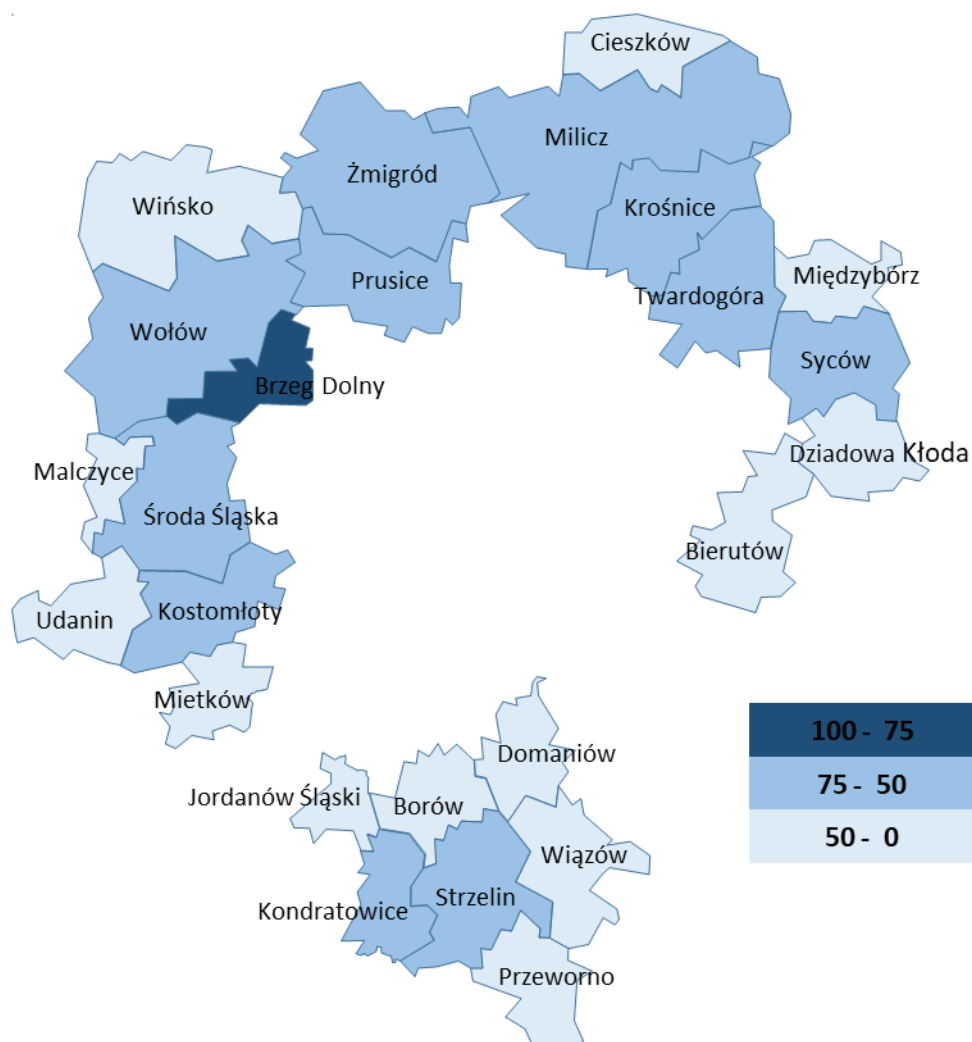 Cieszków
Milicz
Żmigród
Wińsko
Krośnice
Prusice
Międzybórz
Twardogóra
Wołów
Syców
Brzeg Dolny
Dziadowa Kłoda
Malczyce
Środa Śląska
Bierutów
Udanin
Kostomłoty
Mietków
100 - 75
Domaniów
75 - 50
Jordanów Śląski
Borów
50 - 0
Wiązów
Strzelin
Kondratowice
Przeworno